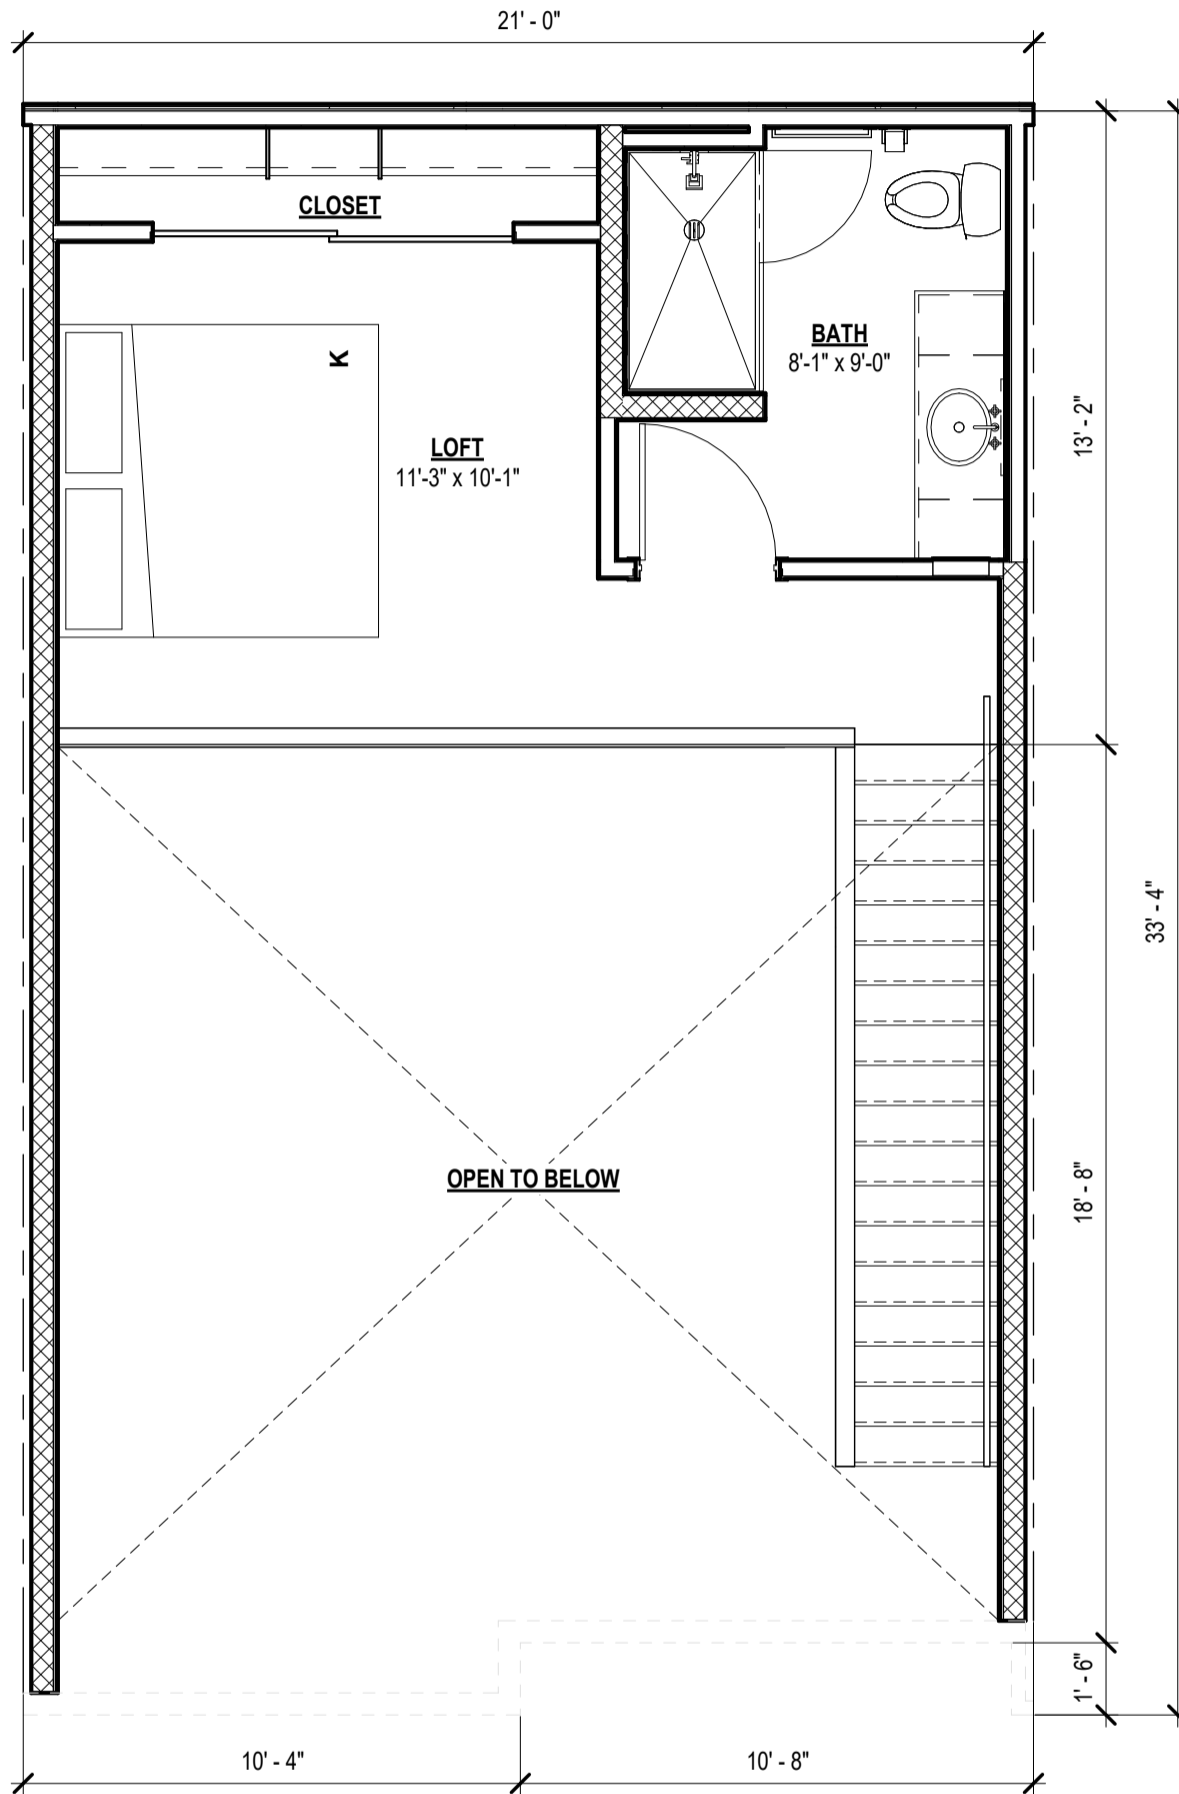 21' - 0"
CLOSET
BATH
8'-1" x 9'-0"
K
LOFT
11'-3" x 10'-1"
13' - 2"
33' - 4"
OPEN TO BELOW
18' - 8"
1' - 6"
10' - 4"
10' - 8"